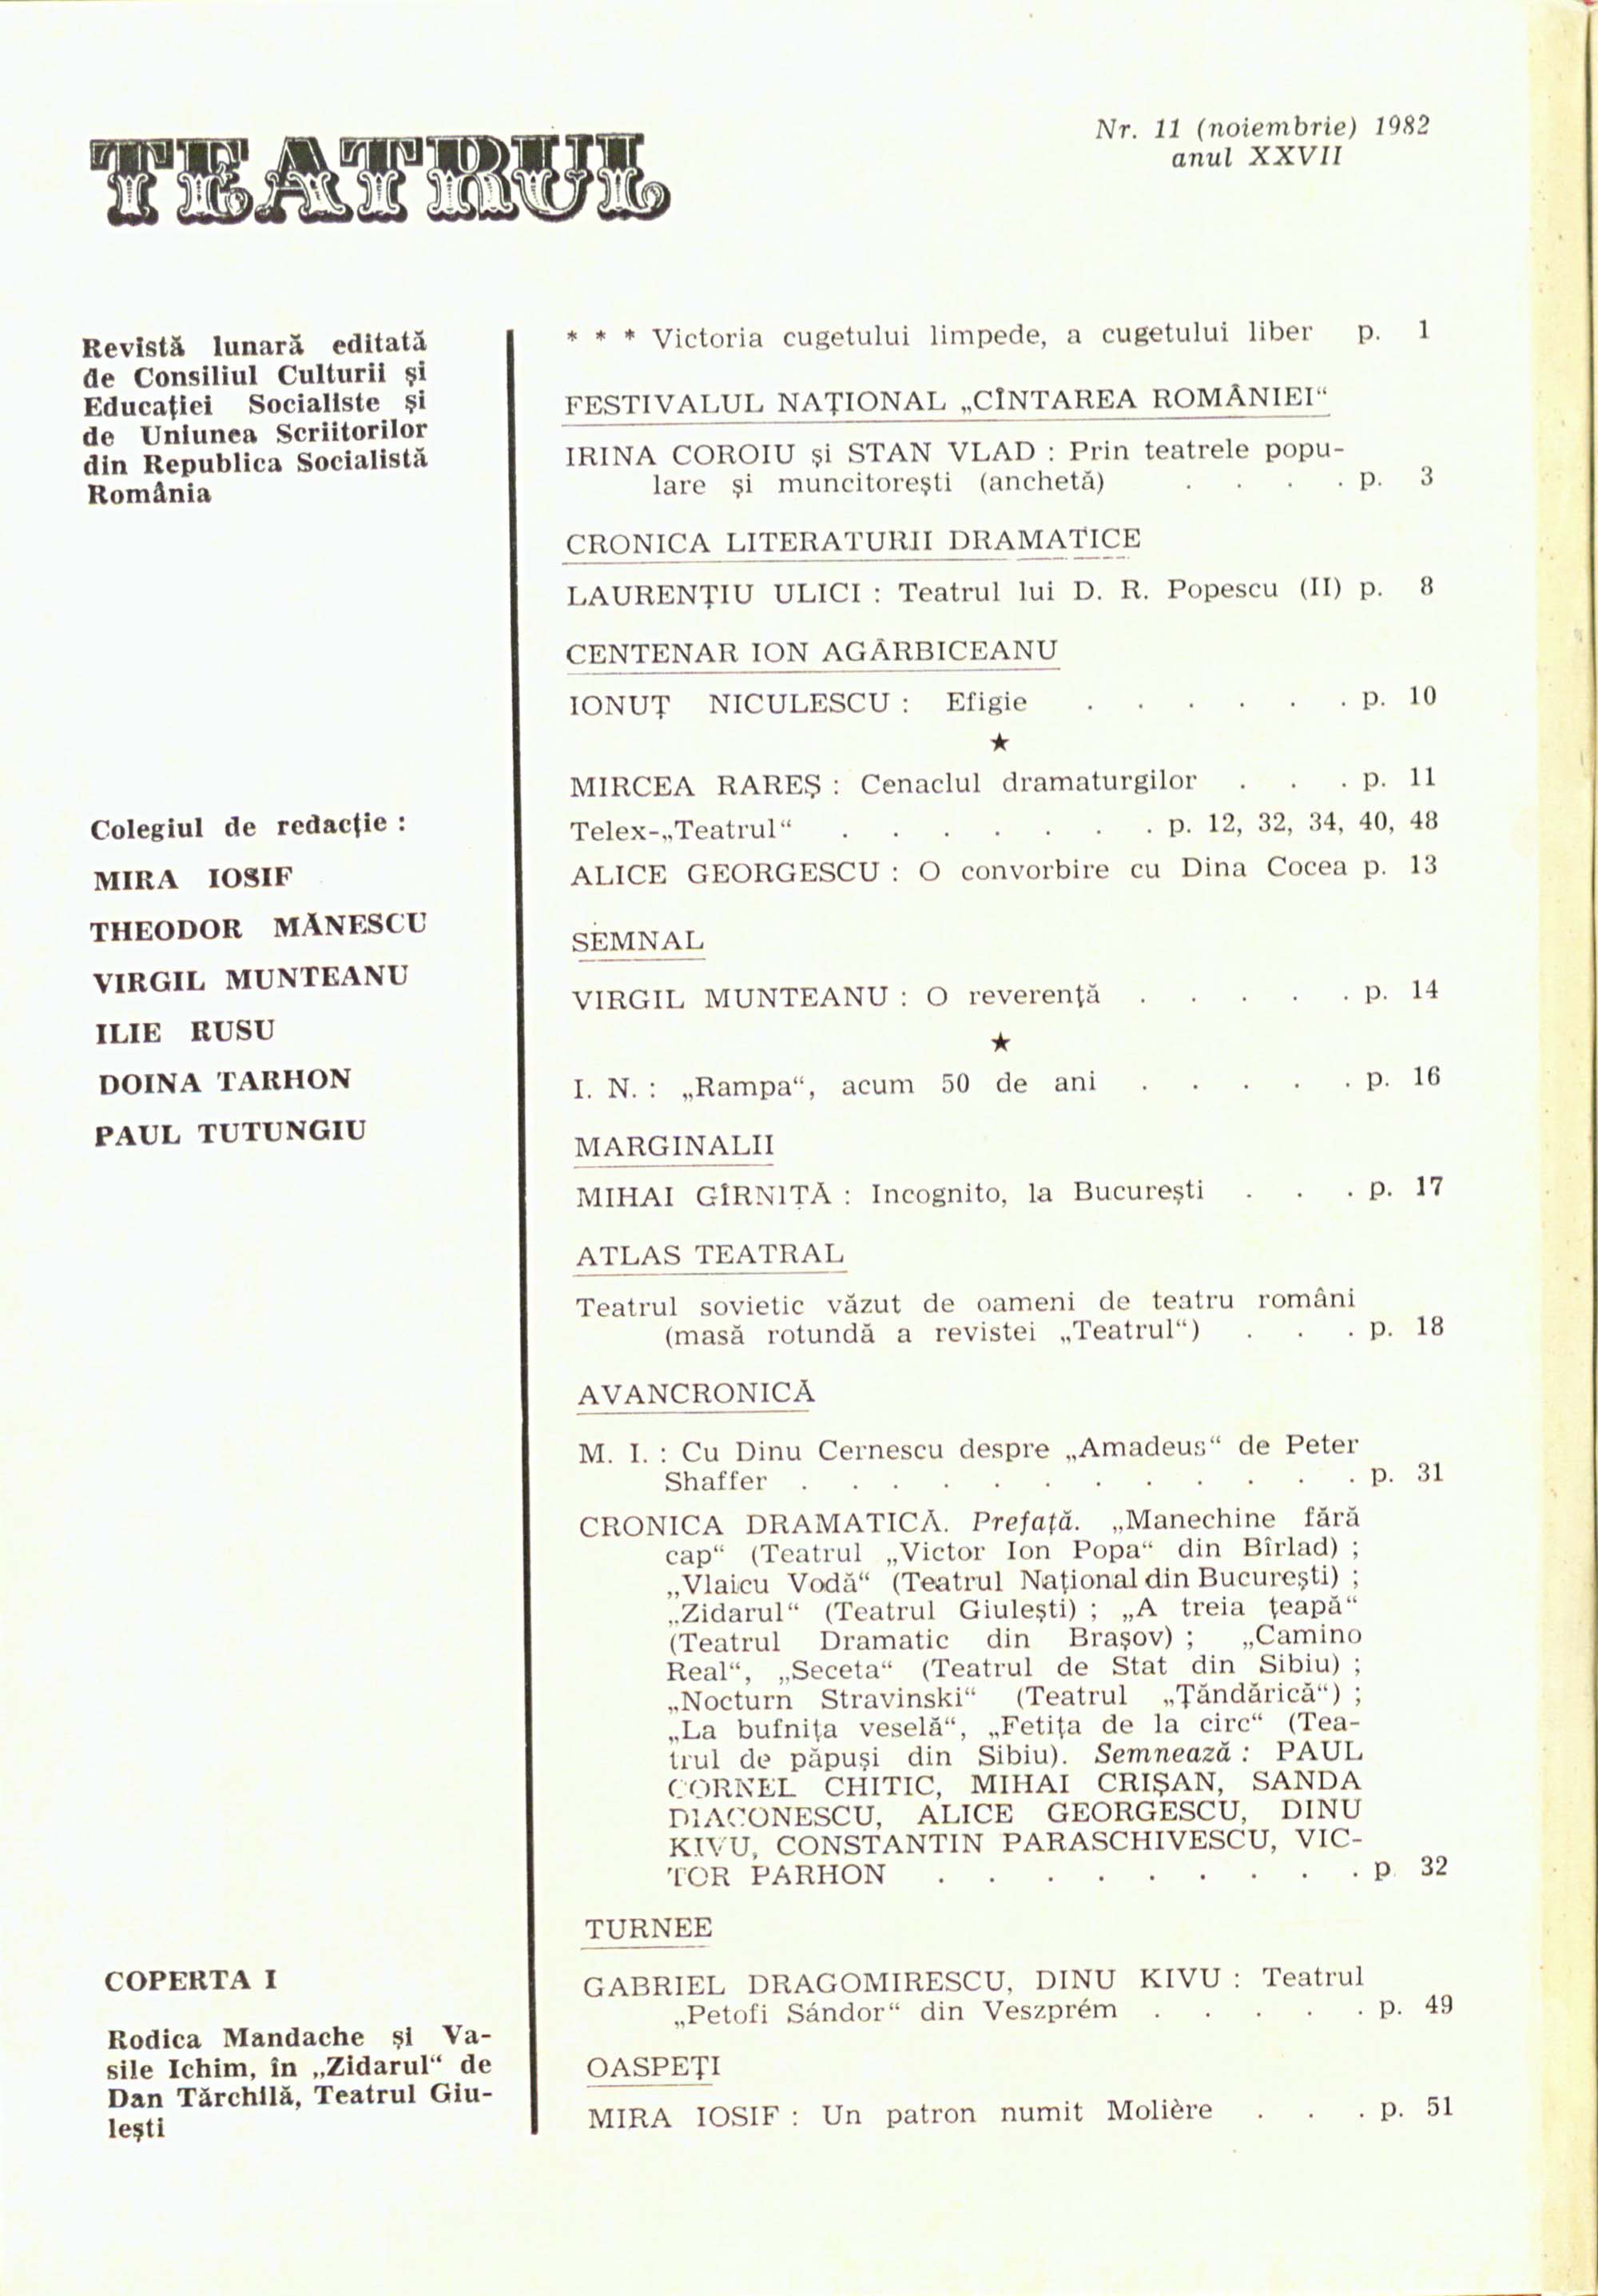 TEATRUL
Nr. 11 (noiembrie) 1982
anul XXVII
Revistă lunară editată
de Consiliul Culturii și
Educației Socialiste și
de Uniunea Scriitorilor
din Republica Socialistă
România
Colegiul de redacție :
MIRA IOSIF
THEODOR MĂNESCU
VIRGIL MUNTEANU
ILIE RUSU
DOINA TARHON
PAUL TUTUNGIU
COPERTA I
Rodica Mandache și Va-
sile Ichim, în „Zidarul“ de
Dan Tărchilă, Teatrul Giu-
lești
* * * Victoria cugetului limpede, a cugetului liber p. 1
FESTIVALUL NAȚIONAL „CÎNTAREA ROMÂNIEI“
IRINA COROIU și STAN VLAD : Prin teatrele popu-
lare și muncitorești (anchetă) . . . . p. 3
CRONICA LITERATURII DRAMATICE
LAURENȚIU ULICI : Teatrul lui D. R. Popescu (II) p. 8
CENTENAR ION AGÂRBICEANU
IONUȚ NICULESCU : Efigie . . . . . . p. 10
★
MIRCEA RAREȘ : Cenaclul dramaturgilor . . . p. 11
Telex-„Teatrul“ . . . . . . . p. 12, 32, 34, 40, 48
ALICE GEORGESCU : O convorbire cu Dina Cocea p. 13
SEMNAL
VIRGIL MUNTEANU : O reverență . . . . . p. 14
★
I. N. : „Rampa“, acum 50 de ani . . . . . p. 16
MARGINALII
MIHAI GÎRNIȚĂ : Incognito, la București . . . p. 17
ATLAS TEATRAL
Teatrul sovietic văzut de oameni de teatru români
(masă rotundă a revistei „Teatrul“) . . . p. 18
AVANCRONICĂ
M. I. : Cu Dinu Cernescu despre „Amadeus“ de Peter
Shaffer . . . . . . . . . . . . p. 31
CRONICA DRAMATICĂ. Prefață. „Manechine fără
cap“ (Teatrul „Victor Ion Popa“ din Bîrlad) ;
„Vlaicu Vodă“ (Teatrul Național din București) ;
„Zidarul“ (Teatrul Giulești) ; „A treia țeapă“
(Teatrul Dramatic din Brașov) ; „Camino
Real“, „Seceta“ (Teatrul de Stat din Sibiu) ;
„Nocturn Stravinski“ (Teatrul „Țăndărică“) ;
„La bufnița veselă“, „Fetița de la circ“ (Tea-
trul de păpuși din Sibiu). Semnează : PAUL
CORNEL CHITIC, MIHAI CRIȘAN, SANDA
DIACONESCU, ALICE GEORGESCU, DINU
KIVU, CONSTANTIN PARASCHIVESCU, VIC-
TOR PARHON . . . . . . . . . p. 32
TURNEE
GABRIEL DRAGOMIRESCU, DINU KIVU : Teatrul
„Petofi Sándor“ din Veszprém . . . . . p. 49
OASPEȚI
MIRA IOSIF : Un patron numit Molière . . . p. 51